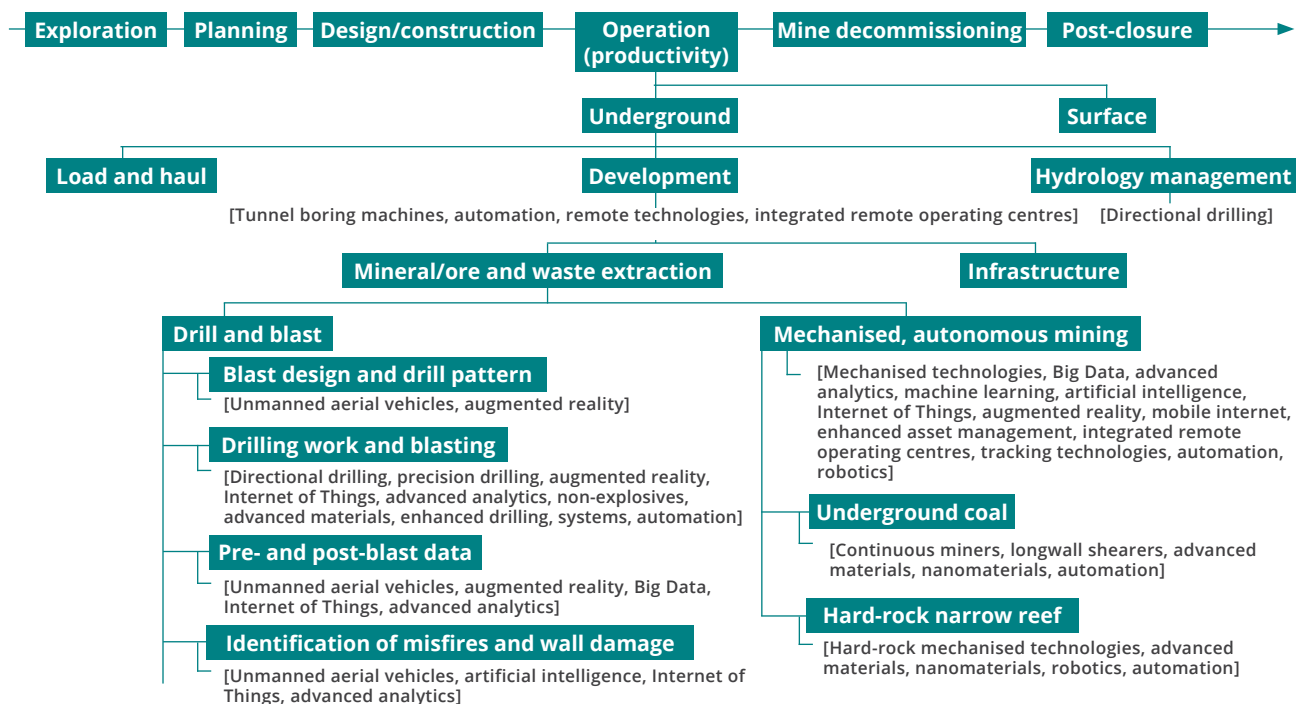 Exploration
Planning
Design/construction
Operation
(productivity)
Mine decommissioning
Post-closure
Underground
Surface
Load and haul
Development
Hydrology management
[Tunnel boring machines, automation, remote technologies, integrated remote operating centres]
[Directional drilling]
Mineral/ore and waste extraction
Infrastructure
Drill and blast
Blast design and drill pattern
[Unmanned aerial vehicles, augmented reality]
Drilling work and blasting
[Directional drilling, precision drilling, augmented reality,
Internet of Things, advanced analytics, non-explosives,
advanced materials, enhanced drilling, systems, automation]
Pre- and post-blast data
[Unmanned aerial vehicles, augmented reality, Big Data,
Internet of Things, advanced analytics]
Identification of misfires and wall damage
[Unmanned aerial vehicles, artificial intelligence, Internet of
Things, advanced analytics]
Mechanised, autonomous mining
[Mechanised technologies, Big Data, advanced
analytics, machine learning, artificial intelligence,
Internet of Things, augmented reality, mobile internet,
enhanced asset management, integrated remote
operating centres, tracking technologies, automation,
robotics]
Underground coal
[Continuous miners, longwall shearers, advanced
materials, nanomaterials, automation]
Hard-rock narrow reef
[Hard-rock mechanised technologies, advanced
materials, nanomaterials, robotics, automation]